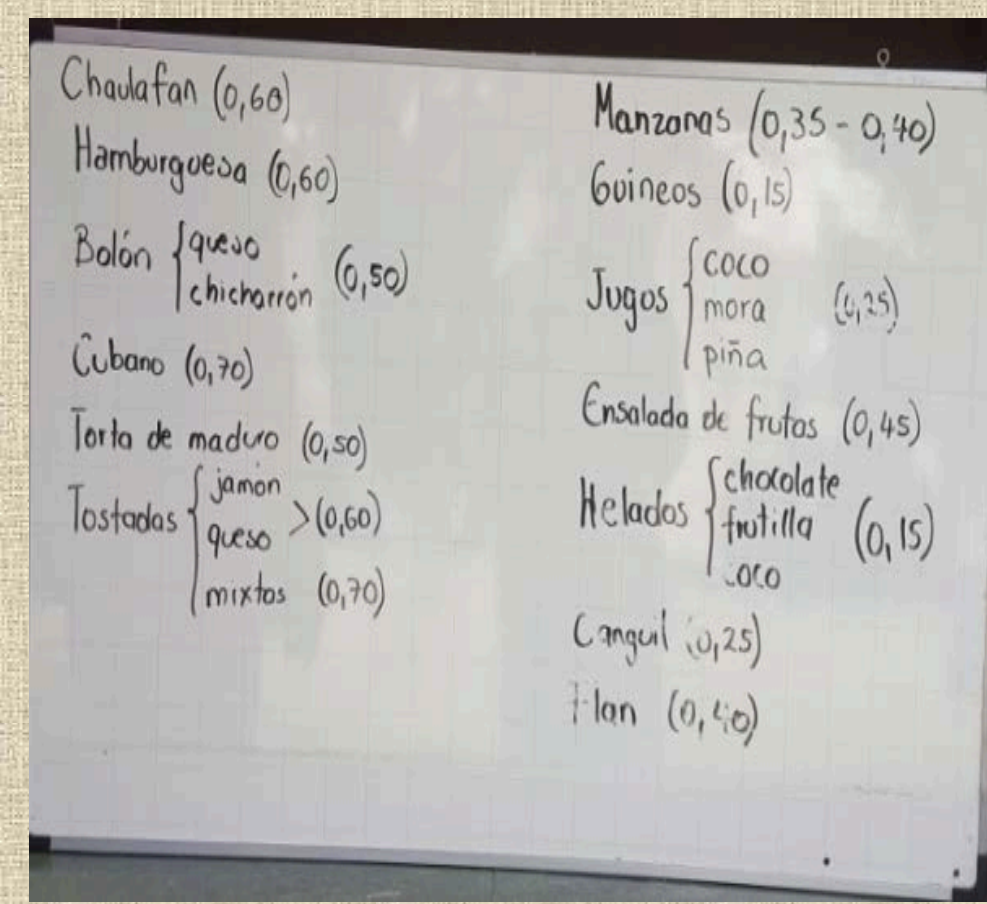 Chaulafan (0,60)
Hamburguesa (0,60)
Bolón { queso
chicharrón (0,50)
Cubano (0,70)
Torta de maduro (0,50)
Tostadas { jamon
queso > (0,60)
mixtos (0,70)
Manzanas (0,35 - 0,40)
Guineos (0,15)
Jugos { coco
mora (0,25)
piña
Ensalada de frutas (0,45)
Helados { chocolate
frutilla (0,15)
coco
Canguil (0,25)
Flan (0,40)